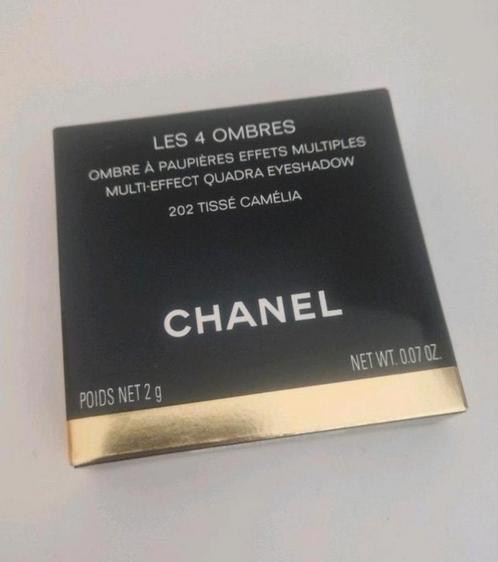 LES 4 OMBRES
OMBRE À PAUPIÈRES EFFETS MULTIPLES
MULTI-EFFECT QUADRA EYESHADOW
202 TISSÉ CAMÉLIA
CHANEL
POIDS NET 2 g
NET WT. 0.07 OZ.